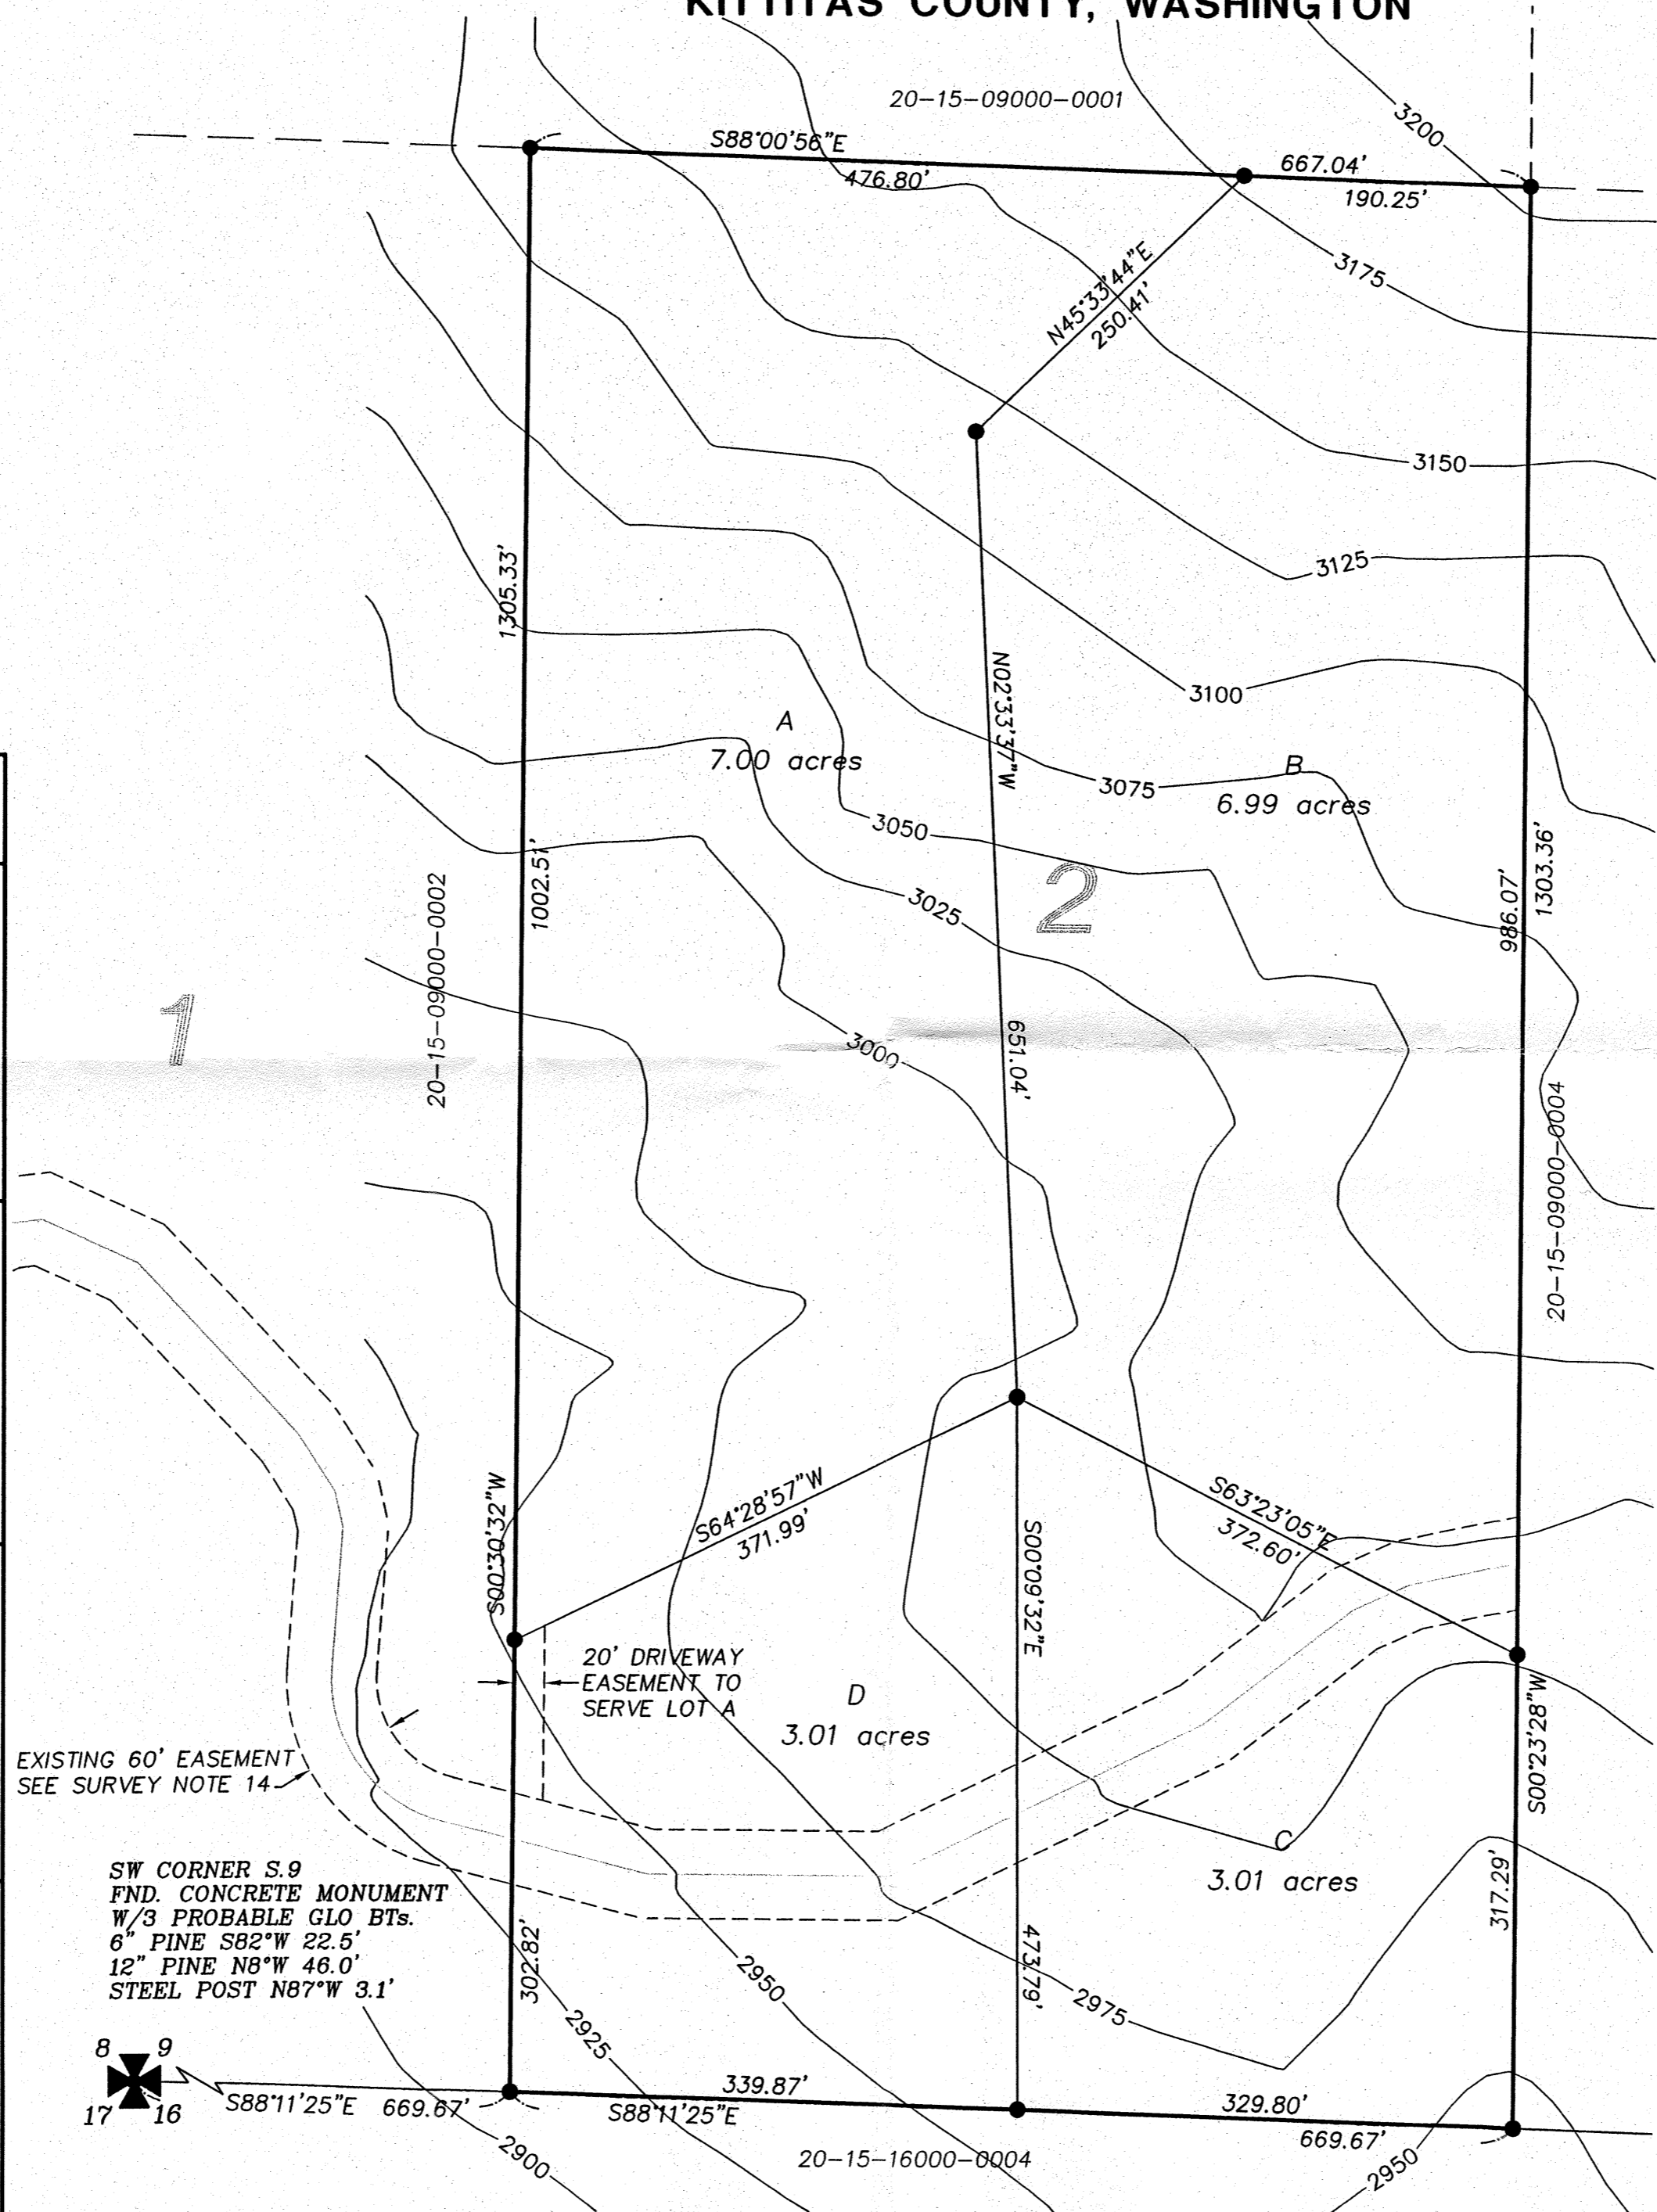 KITTITAS COUNTY, WASHINGTON
20-15-09000-0001
3200
S88°00'56"E
667.04'
476.80'
190.25'
N45°33'44"E
250.41'
3175
3150
3125
1305.33'
N02°33'37"W
3100
A
7.00 acres
B
6.99 acres
3075
3050
1002.51'
1303.36'
986.07'
2
3025
20-15-09000-0002
1
3000
651.04'
20-15-09000-0004
S00°30'32"W
S64°28'57"W
371.99'
S63°23'05"E
372.60'
S00°09'32"E
20' DRIVEWAY
EASEMENT TO
SERVE LOT A
D
3.01 acres
S00°23'28"W
EXISTING 60' EASEMENT
SEE SURVEY NOTE 14
C
3.01 acres
317.29'
SW CORNER S.9
FND. CONCRETE MONUMENT
W/3 PROBABLE GLO BTs.
6" PINE S82°W 22.5'
12" PINE N8°W 46.0'
STEEL POST N87°W 3.1'
302.82'
473.79'
2950
2975
2925
8 9
17 16
S88°11'25"E 669.67'
339.87'
S88°11'25"E
329.80'
669.67'
2900
20-15-16000-0004
2950